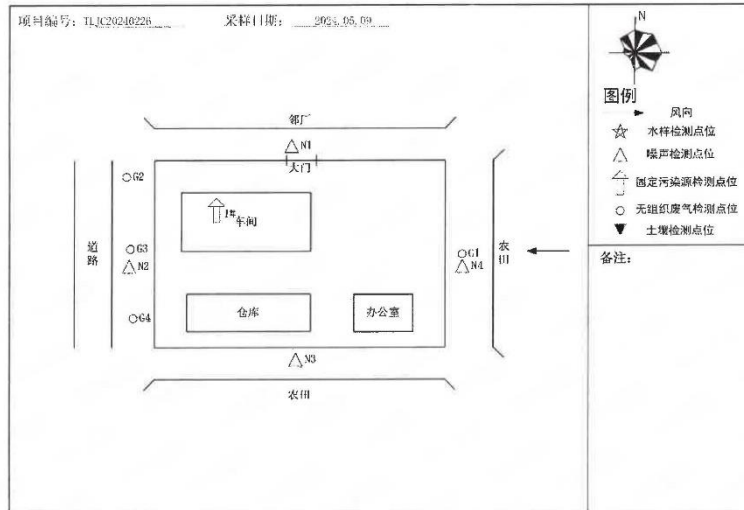 项目编号: TLJC20240226 采样日期: 2024.05.09
N
图例
风向
水样检测点位
噪声检测点位
固定污染源检测点位
无组织废气检测点位
土壤检测点位
备注:
邻厂
N1
大门
G2
1#车间
道路
G3
N2
G1
N4
农田
G4
仓库
办公室
N3
农田